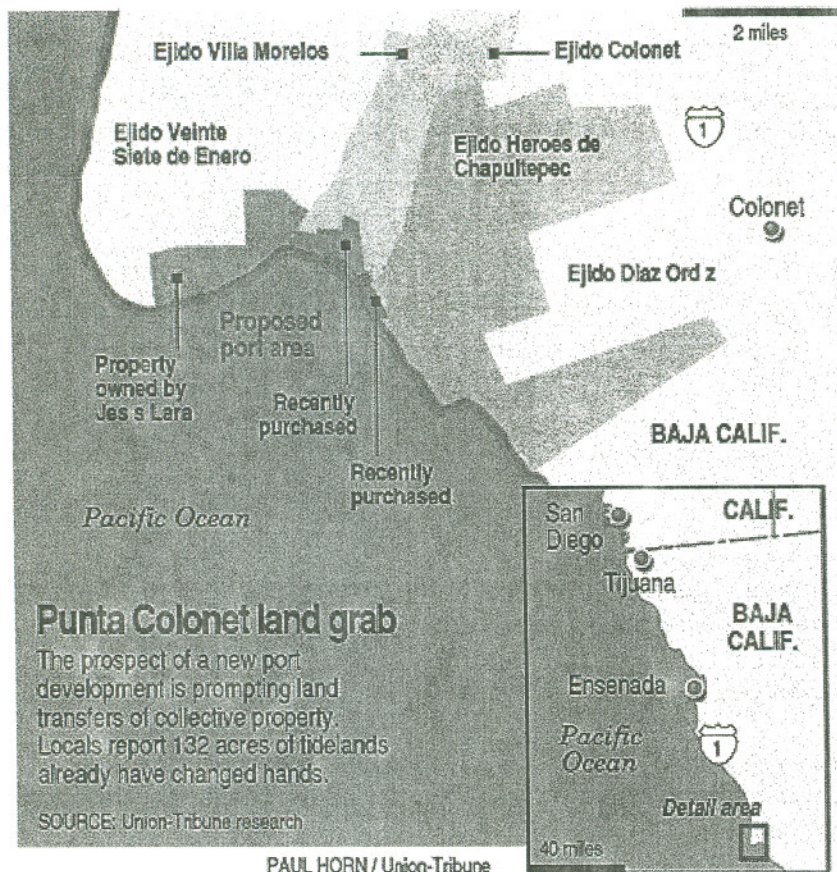 2 miles
Ejido Villa Morelos
Ejido Colonet
Ejido Veinte
Siete de Enero
Ejido Heroes de
Chapultepec
1
Colonet
Ejido Diaz Ord z
Proposed
port area
Property
owned by
Jes s Lara
Recently
purchased
Recently
purchased
BAJA CALIF.
Pacific Ocean
Punta Colonet land grab
The prospect of a new port
development is prompting land
transfers of collective property.
Locals report 132 acres of tidelands
already have changed hands.
SOURCE: Union-Tribune research
San
Diego
CALIF.
Tijuana
BAJA
CALIF.
Ensenada
Pacific
Ocean
1
Detail area
40 miles
PAUL HORN / Union-Tribune